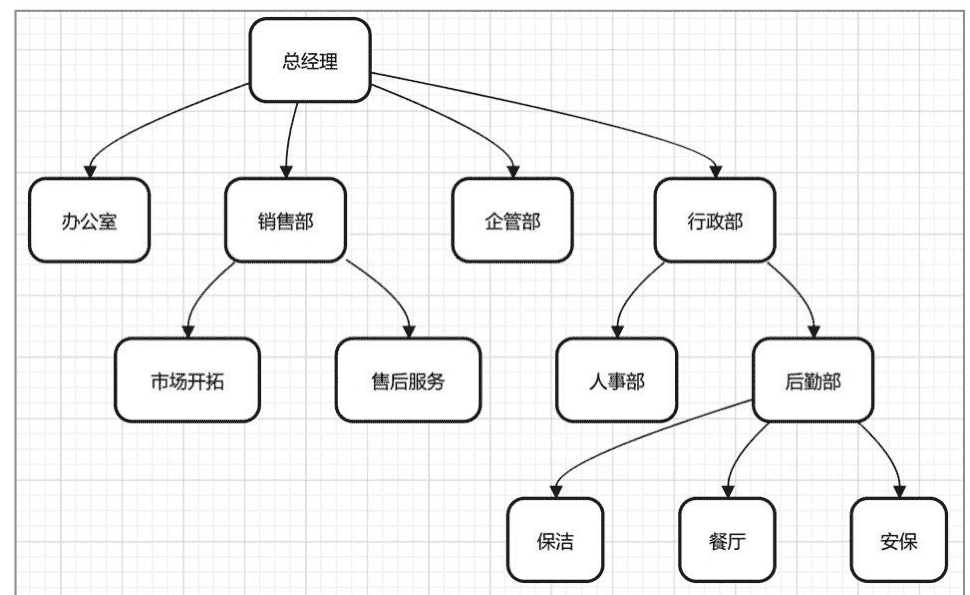 总经理
办公室
销售部
企管部
行政部
市场开拓
售后服务
人事部
后勤部
保洁
餐厅
安保